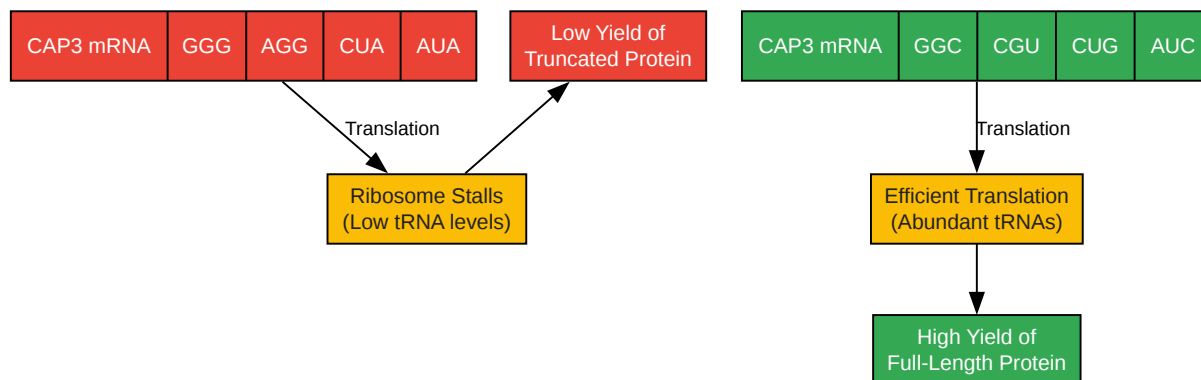 CAP3 mRNA GGG AGG CUA AUA
Low Yield of
Truncated Protein
CAP3 mRNA GGC CGU CUG AUC
Translation
Translation
Ribosome Stalls
(Low tRNA levels)
Efficient Translation
(Abundant tRNAs)
High Yield of
Full-Length Protein